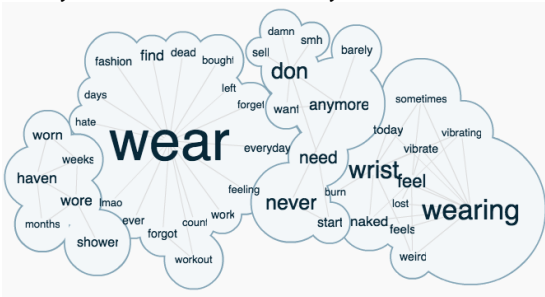 damn
smh
sell
barely
don
fashion
find
dead
bought
days
left
forget
want
anymore
sometimes
hate
wear
today
vibrating
worn
everyday
vibrate
weeks
need
haven
wrist
feel
feeling
burn
wore
lmao
never
lost
wearing
ever
count
work
start
naked
feels
months
forgot
shower
workout
weird